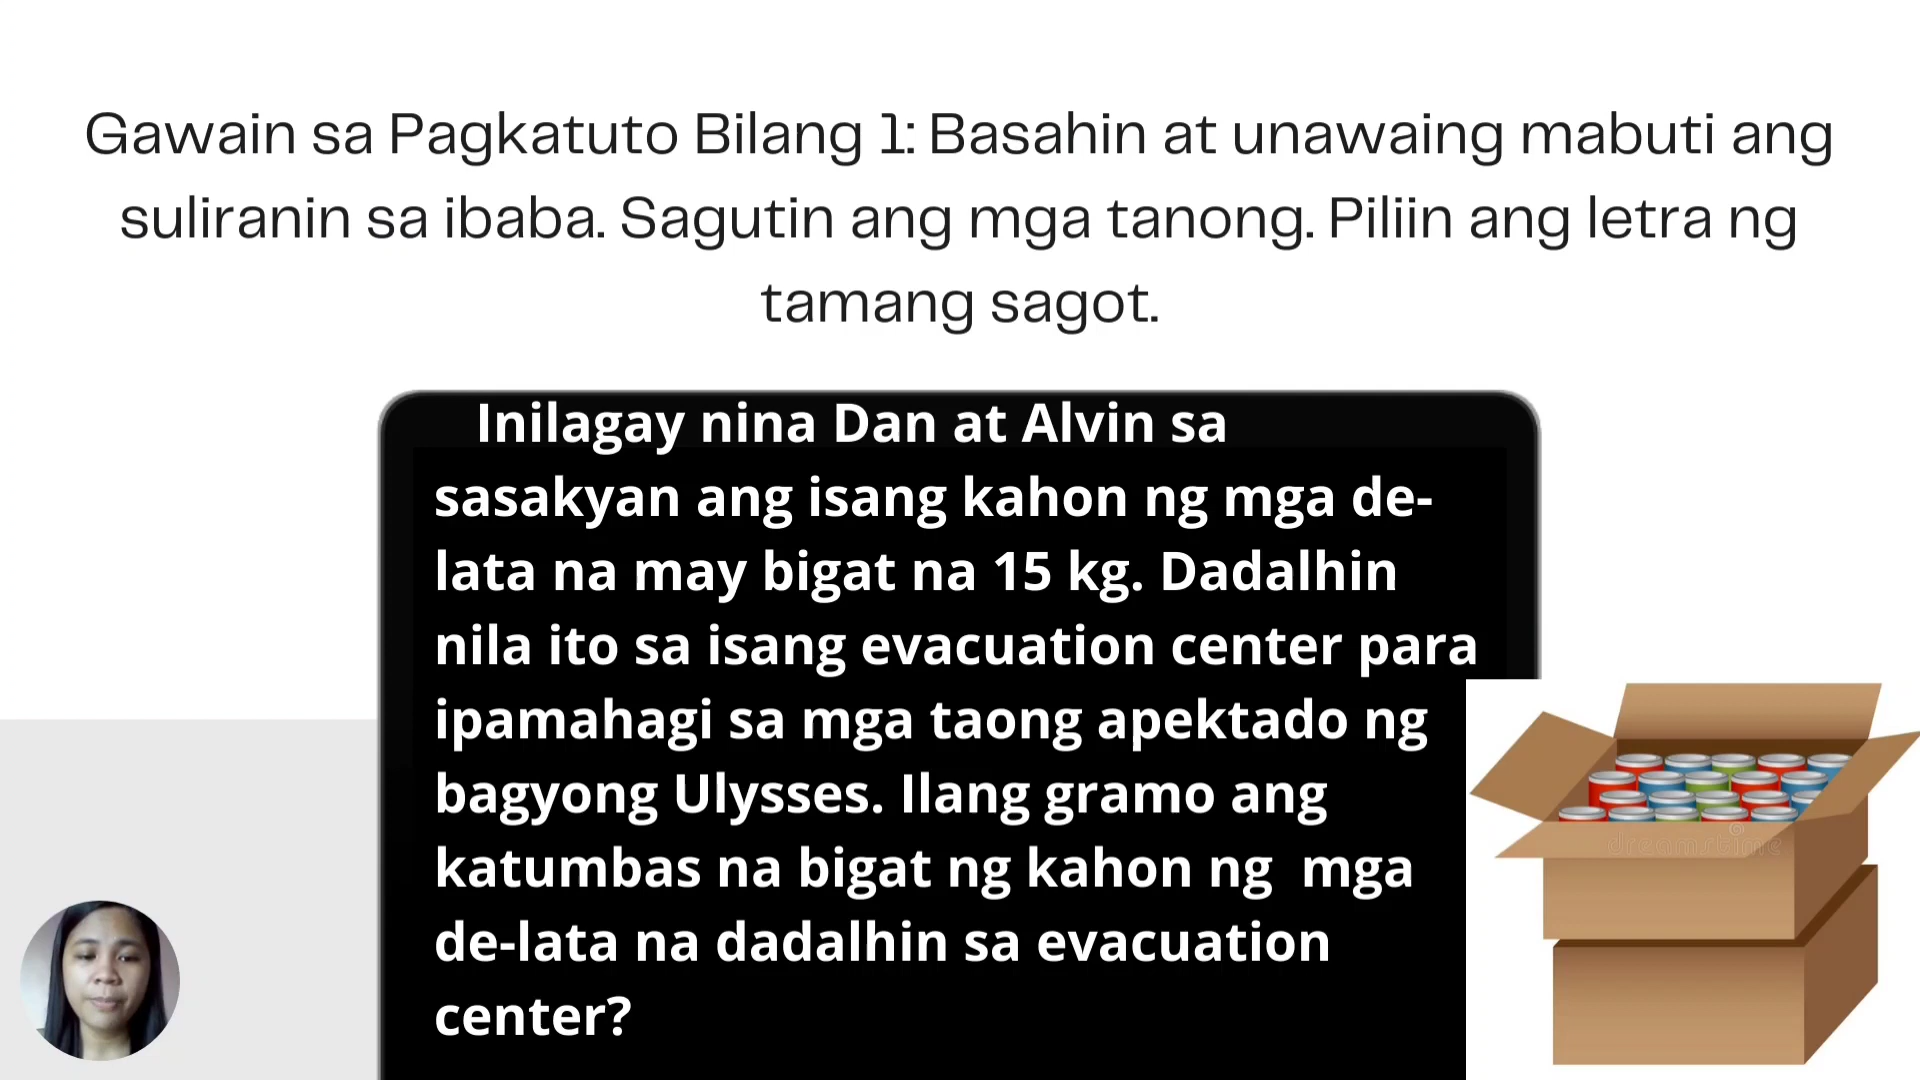 Gawain sa Pagkatuto Bilang 1: Basahin at unawaing mabuti ang
suliranin sa ibaba. Sagutin ang mga tanong. Piliin ang letra ng
tamang sagot.
Inilagay nina Dan at Alvin sa
sasakyan ang isang kahon ng mga de-
lata na may bigat na 15 kg. Dadalhin
nila ito sa isang evacuation center para
ipamahagi sa mga taong apektado ng
bagyong Ulysses. Ilang gramo ang
katumbas na bigat ng kahon ng mga
de-lata na dadalhin sa evacuation
center?
dreamstime